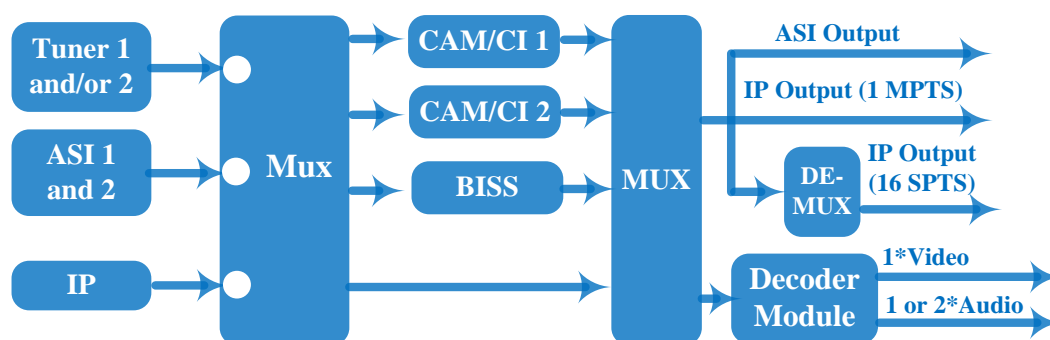 Tuner 1
and/or 2
ASI 1
and 2
IP
Mux
CAM/CI 1
CAM/CI 2
BISS
MUX
ASI Output
IP Output (1 MPTS)
IP Output
(16 SPTS)
DE-
MUX
Decoder
Module
1*Video
1 or 2*Audio